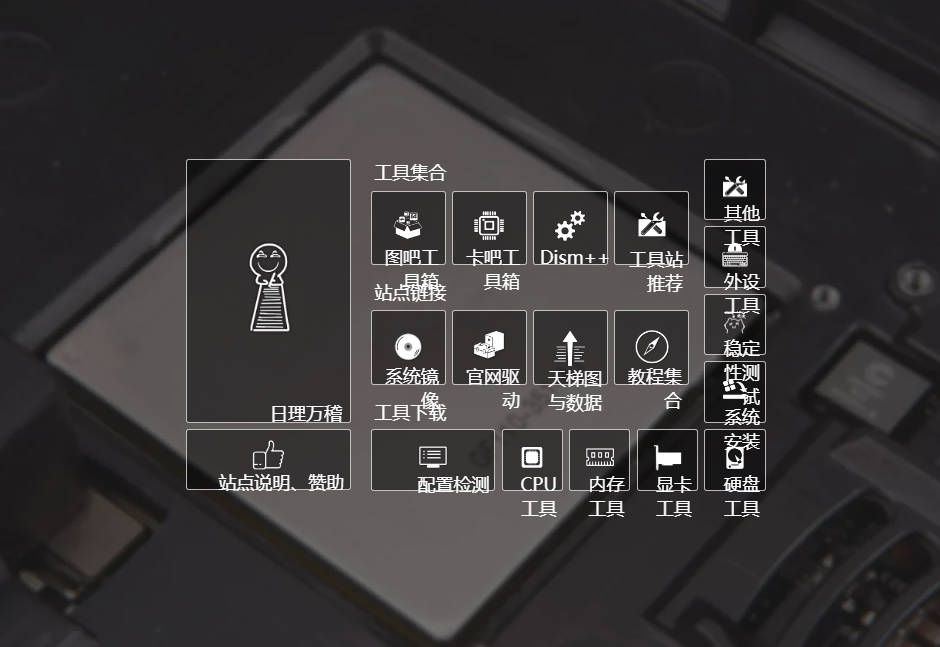 工具集合
图吧工
具箱
卡吧工
具箱
Dism++
工具站
推荐
站点链接
系统镜
像
官网驱
动
天梯图
与数据
教程集
合
工具下载
配置检测
CPU
工具
内存
工具
显卡
工具
硬盘
工具
其他
工具
外设
工具
稳定
性测
试
系统
安装
日理万稽
站点说明、赞助